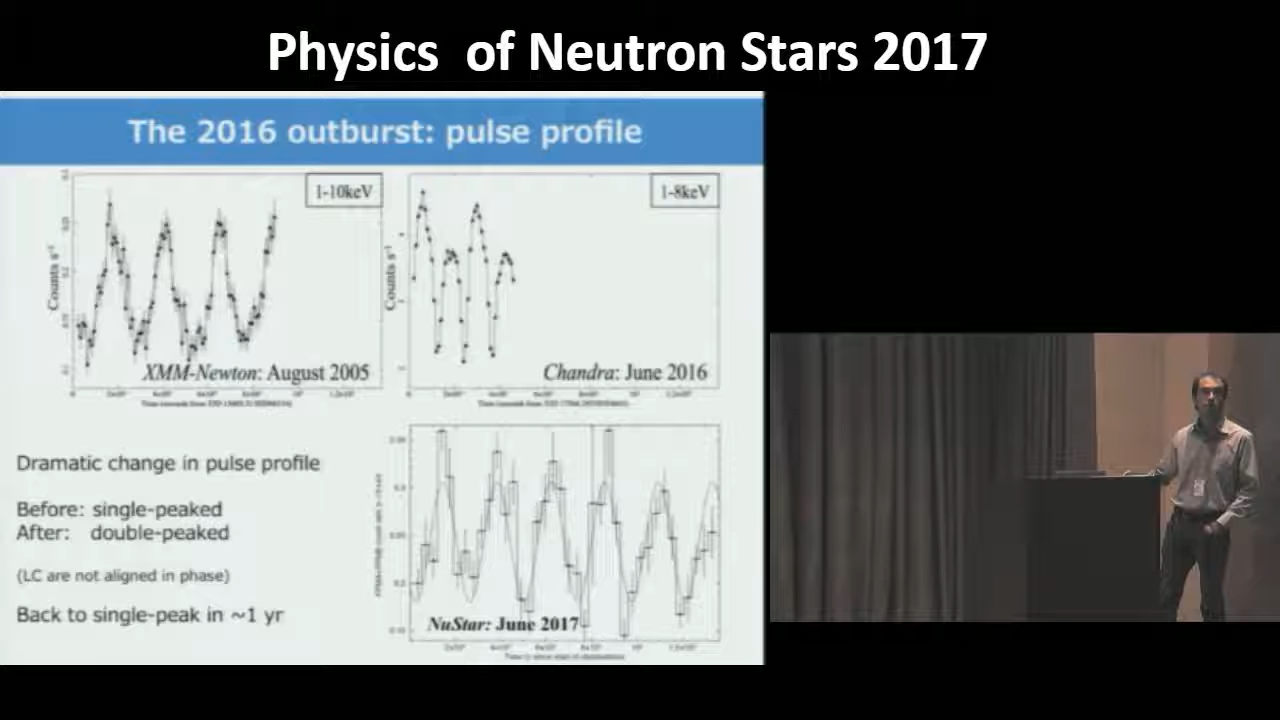 Physics of Neutron Stars 2017
The 2016 outburst: pulse profile
1-10keV
Counts s⁻¹
XMM-Newton: August 2005
1-8keV
Counts s⁻¹
Chandra: June 2016
Dramatic change in pulse profile
Before: single-peaked
After: double-peaked
(LC are not aligned in phase)
Back to single-peak in ~1 yr
NuStar: June 2017